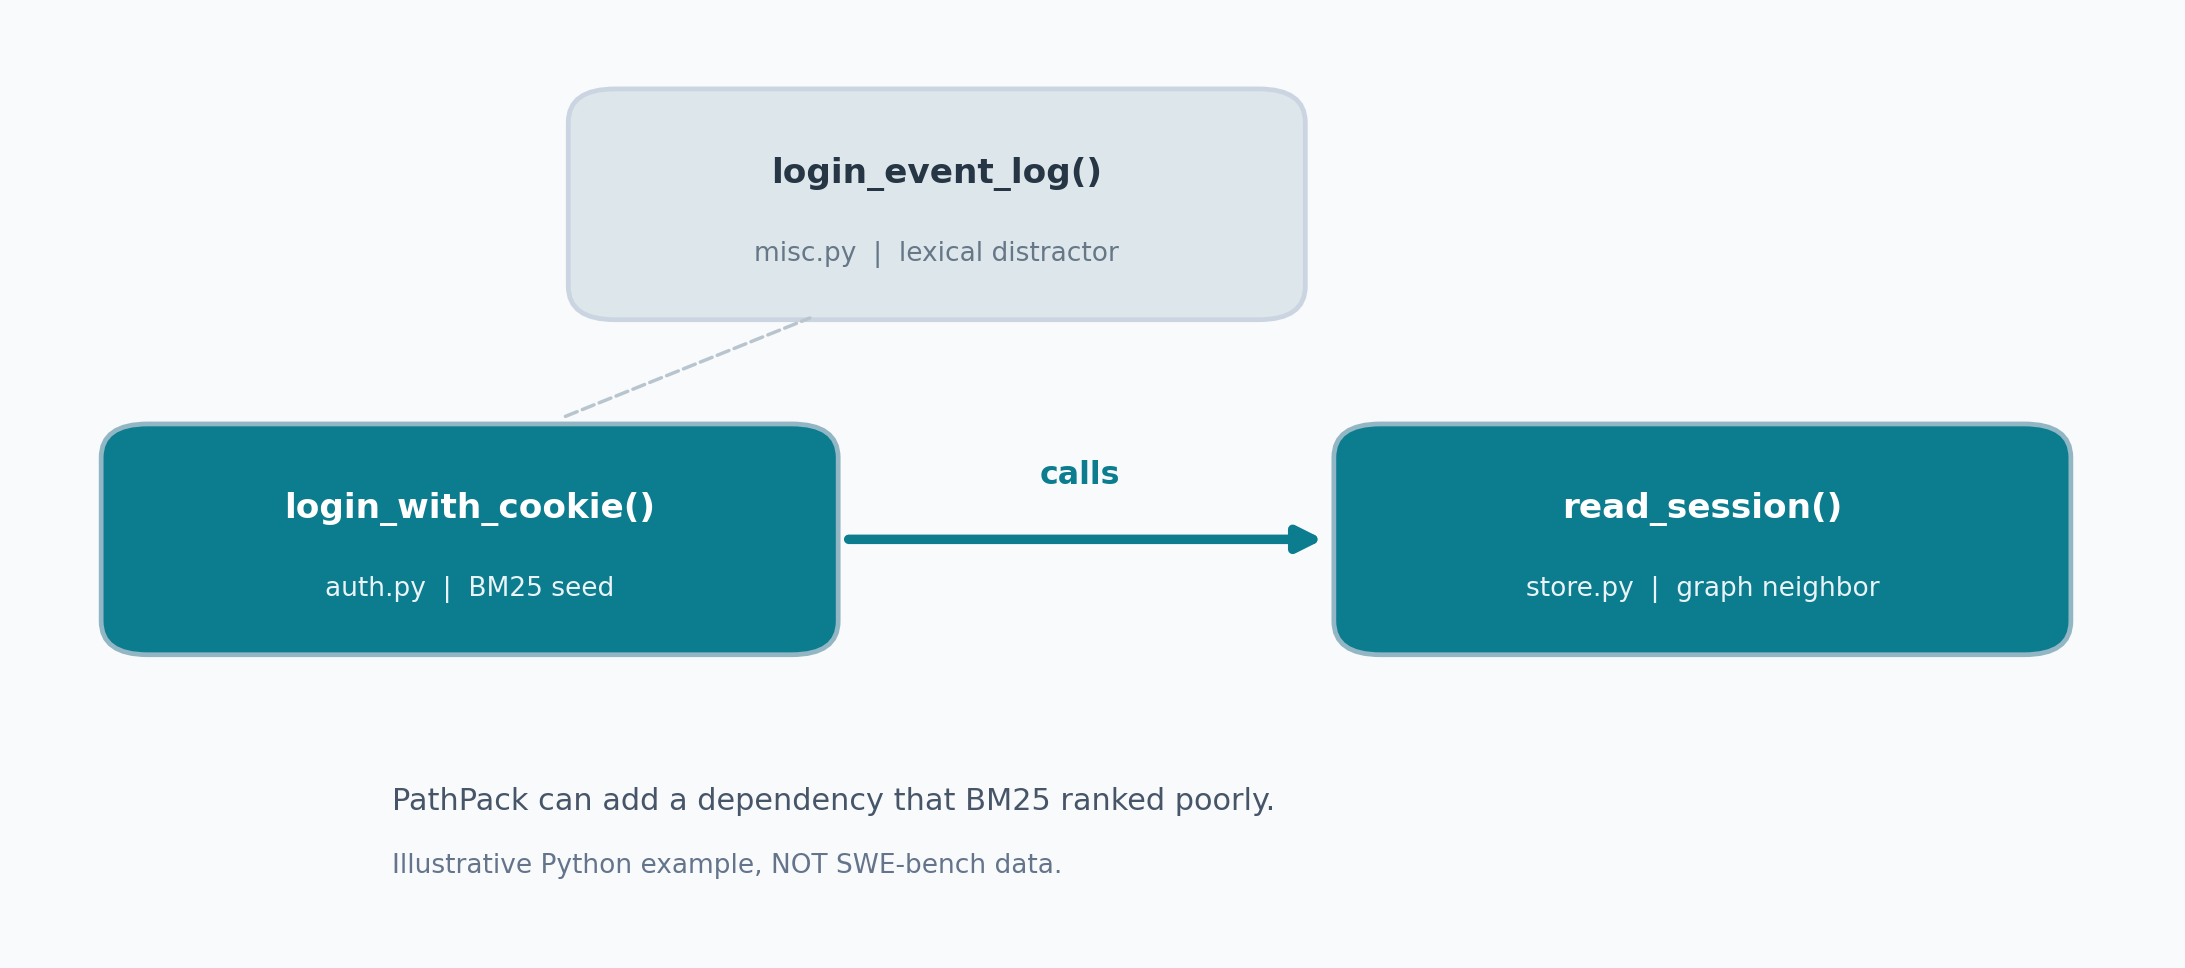 login_event_log()
misc.py | lexical distractor
login_with_cookie()
auth.py | BM25 seed
calls
read_session()
store.py | graph neighbor
PathPack can add a dependency that BM25 ranked poorly.
Illustrative Python example, NOT SWE-bench data.